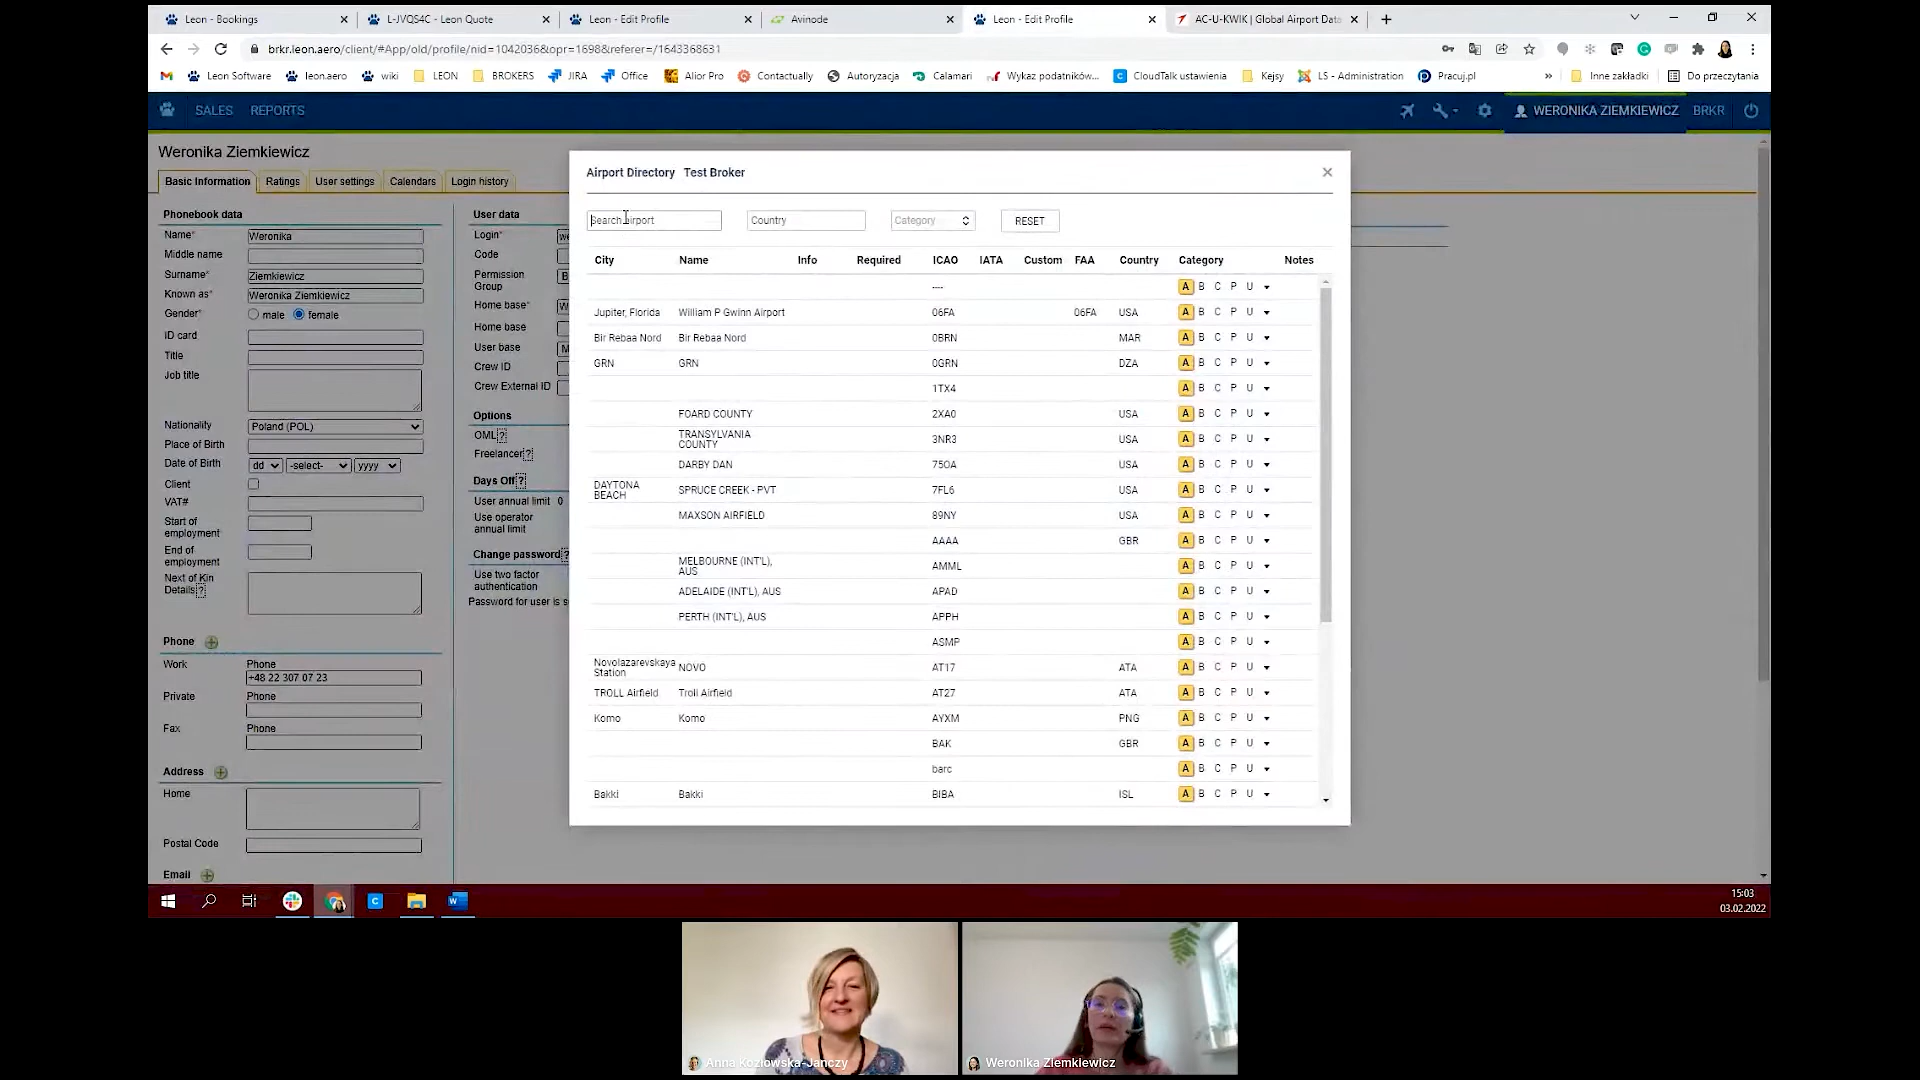 Leon - Bookings
L-JVQS4C - Leon Quote
Leon - Edit Profile
Avinode
Leon - Edit Profile
AC-U-KWIK | Global Airport Data
brkr.leon.aero/client/#App/old/profile/nid=1042036&opr=1698&referer=/1643368631
Leon Software
leon.aero
wiki
LEON
BROKERS
JIRA
Office
Alior Pro
Contactually
Autoryzacja
Calamari
Wykaz podatników...
CloudTalk ustawienia
Kejsy
LS - Administration
Pracuj.pl
»
Inne zakładki
Do przeczytania
SALES REPORTS
WERONIKA ZIEMKIEWICZ BRKR
Weronika Ziemkiewicz
Basic Information Ratings User settings Calendars Login history
Phonebook data
Name* Weronika
Middle name
Surname* Ziemkiewicz
Known as* Weronika Ziemkiewicz
Gender* male female
ID card
Title
Job title
Nationality Poland (POL)
Place of Birth
Date of Birth dd -select- yyyy
Client
VAT#
Start of
employment
End of
employment
Next of Kin
Details?
Phone
Work Phone
+48 22 307 07 23
Private Phone
Fax Phone
Address
Home
Postal Code
Email
User data
Login* we
Code
Permission
Group B
Home base* W
Home base
User base M
Crew ID
Crew External ID
Options
OML?
Freelancer?
Days Off?
User annual limit 0
Use operator
annual limit
Change password?
Use two factor
authentication
Password for user is s
Airport Directory Test Broker
Search airport Country Category RESET
City Name Info Required ICAO IATA Custom FAA Country Category Notes
---- A B C P U
Jupiter, Florida William P Gwinn Airport 06FA 06FA USA A B C P U
Bir Rebaa Nord Bir Rebaa Nord 0BRN MAR A B C P U
GRN GRN 0GRN DZA A B C P U
1TX4 A B C P U
FOARD COUNTY 2XA0 USA A B C P U
TRANSYLVANIA
COUNTY 3NR3 USA A B C P U
DARBY DAN 75OA USA A B C P U
DAYTONA
BEACH SPRUCE CREEK - PVT 7FL6 USA A B C P U
MAXSON AIRFIELD 89NY USA A B C P U
AAAA GBR A B C P U
MELBOURNE (INT'L),
AUS AMML A B C P U
ADELAIDE (INT'L), AUS APAD A B C P U
PERTH (INT'L), AUS APPH A B C P U
ASMP A B C P U
Novolazarevskaya
Station NOVO AT17 ATA A B C P U
TROLL Airfield Troll Airfield AT27 ATA A B C P U
Komo Komo AYXM PNG A B C P U
BAK GBR A B C P U
barc A B C P U
Bakki Bakki BIBA ISL A B C P U
15:03
03.02.2022
Anna Kozłowska-Janczy
Weronika Ziemkiewicz